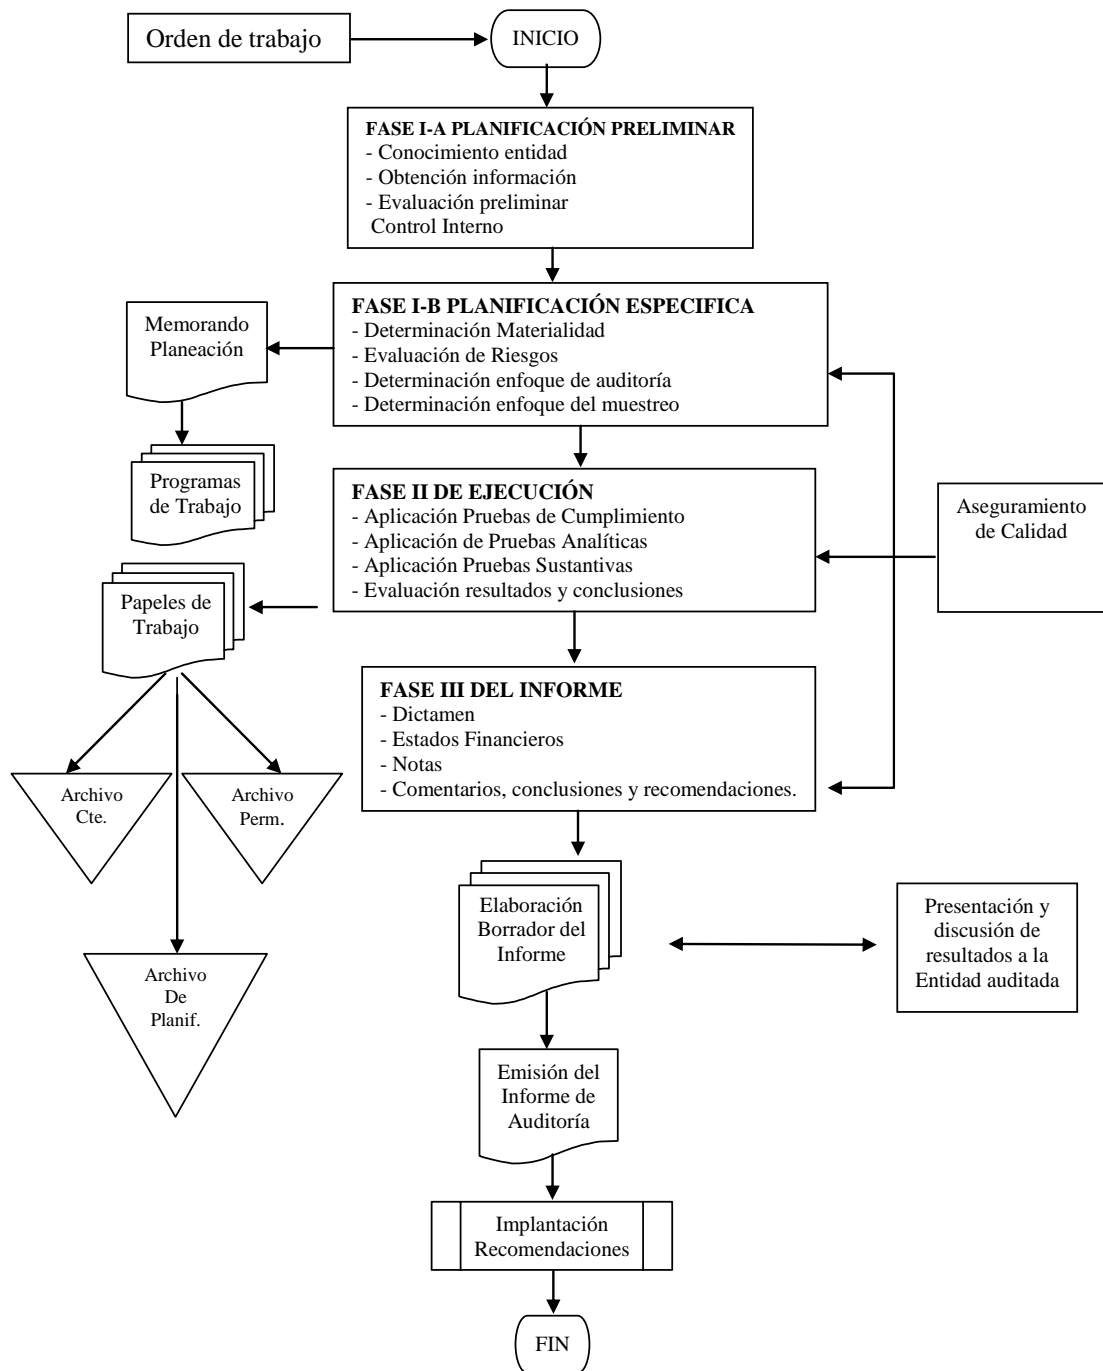 Orden de trabajo
INICIO
FASE I-A PLANIFICACIÓN PRELIMINAR
- Conocimiento entidad
- Obtención información
- Evaluación preliminar
Control Interno
FASE I-B PLANIFICACIÓN ESPECIFICA
- Determinación Materialidad
- Evaluación de Riesgos
- Determinación enfoque de auditoría
- Determinación enfoque del muestreo
Memorando
Planeación
Programas
de Trabajo
FASE II DE EJECUCIÓN
- Aplicación Pruebas de Cumplimiento
- Aplicación de Pruebas Analíticas
- Aplicación Pruebas Sustantivas
- Evaluación resultados y conclusiones
Aseguramiento
de Calidad
Papeles de
Trabajo
FASE III DEL INFORME
- Dictamen
- Estados Financieros
- Notas
- Comentarios, conclusiones y recomendaciones.
Archivo
Cte.
Archivo
Perm.
Archivo
De
Planif.
Elaboración
Borrador del
Informe
Presentación y
discusión de
resultados a la
Entidad auditada
Emisión del
Informe de
Auditoría
Implantación
Recomendaciones
FIN